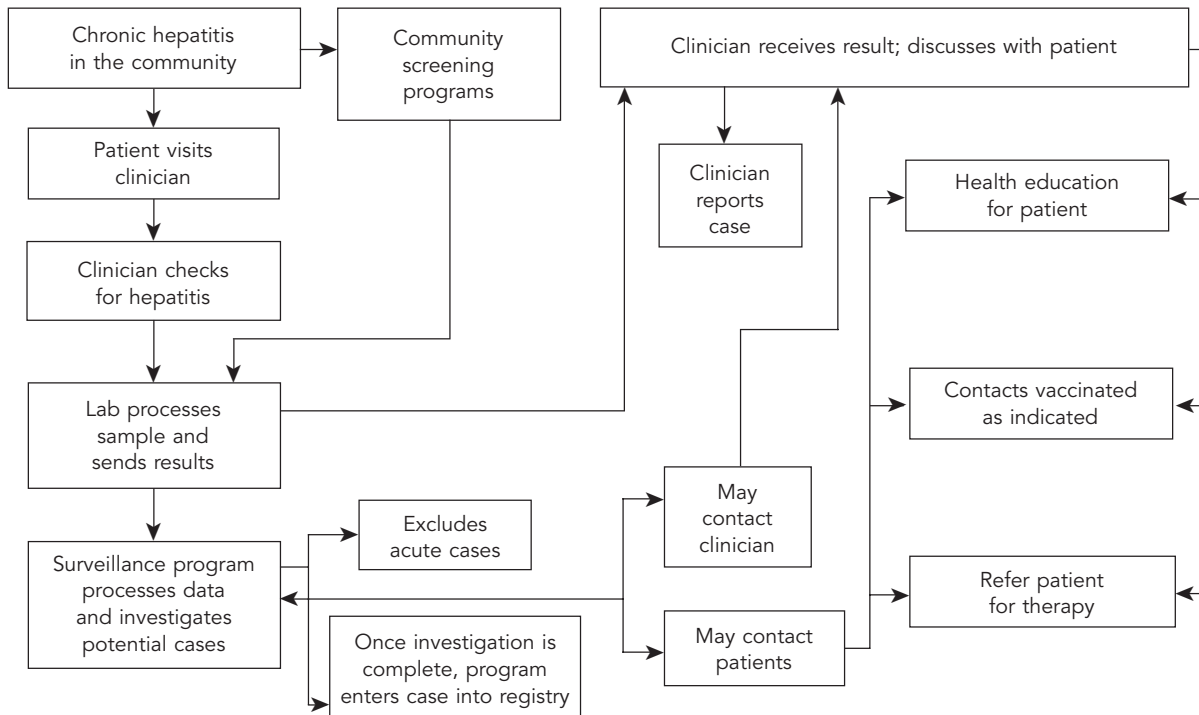 Chronic hepatitis
in the community
Community
screening
programs
Clinician receives result; discusses with patient
Patient visits
clinician
Clinician
reports
case
Health education
for patient
Clinician checks
for hepatitis
Lab processes
sample and
sends results
Contacts vaccinated
as indicated
May
contact
clinician
Excludes
acute cases
Surveillance program
processes data
and investigates
potential cases
Refer patient
for therapy
Once investigation is
complete, program
enters case into registry
May contact
patients